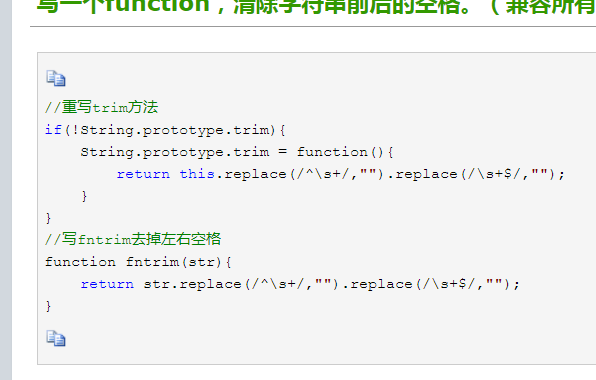 写一个function，清除字符串前后的空格。（兼容所有
//重写trim方法
if(!String.prototype.trim){
    String.prototype.trim = function(){
        return this.replace(/^\s+/,"").replace(/\s+$/,"");
    }
}
//写fntrim去掉左右空格
function fntrim(str){
    return str.replace(/^\s+/,"").replace(/\s+$/,"");
}